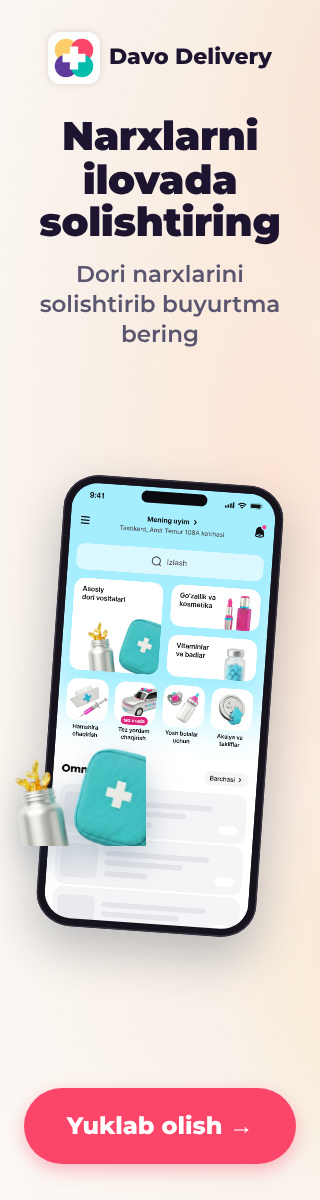 Davo Delivery
Narxlarni
ilovada
solishtiring
Dori narxlarini
solishtirib buyurtma
bering
9:41
Mening uyim >
Tashkent, Amir Temur 108A ko'chasi
Izlash
Asosiy
dori vositalari
Go'zallik va
kosmetika
Vitaminlar
va badlar
Hamshira
chaqirish
tez orada
Tez yordam
chaqirish
Yosh bolalar
uchun
Aksiya va
takliflar
Barchasi >
Yuklab olish →